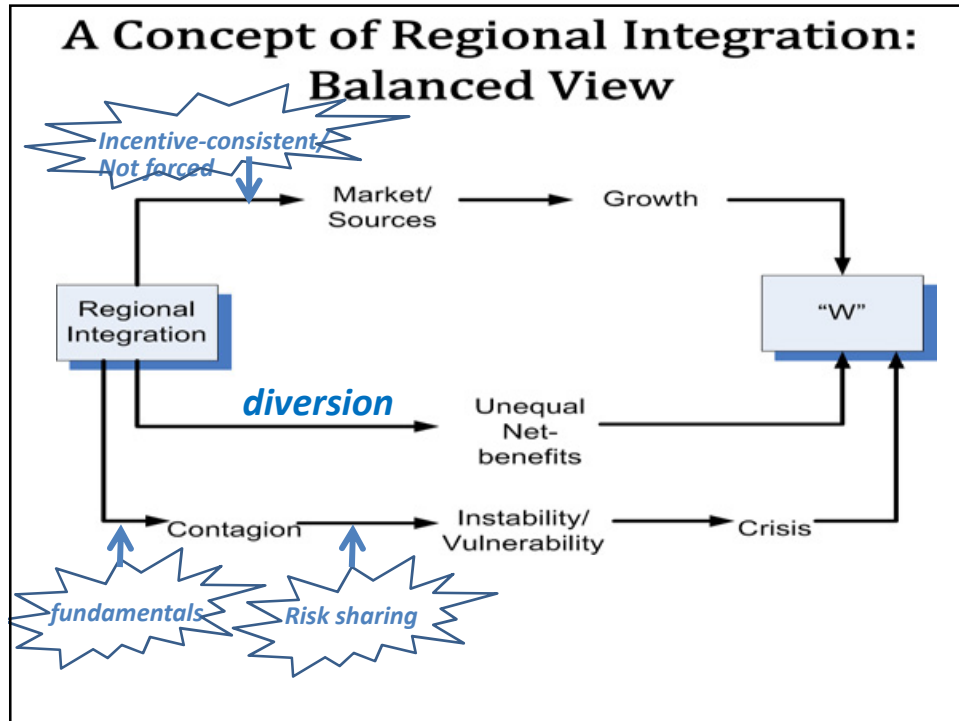 A Concept of Regional Integration:
Balanced View
Incentive-consistent/
Not forced
Market/
Sources
Growth
Regional
Integration
“W”
diversion
Unequal
Net-
benefits
Contagion
Instability/
Vulnerability
Crisis
fundamentals
Risk sharing